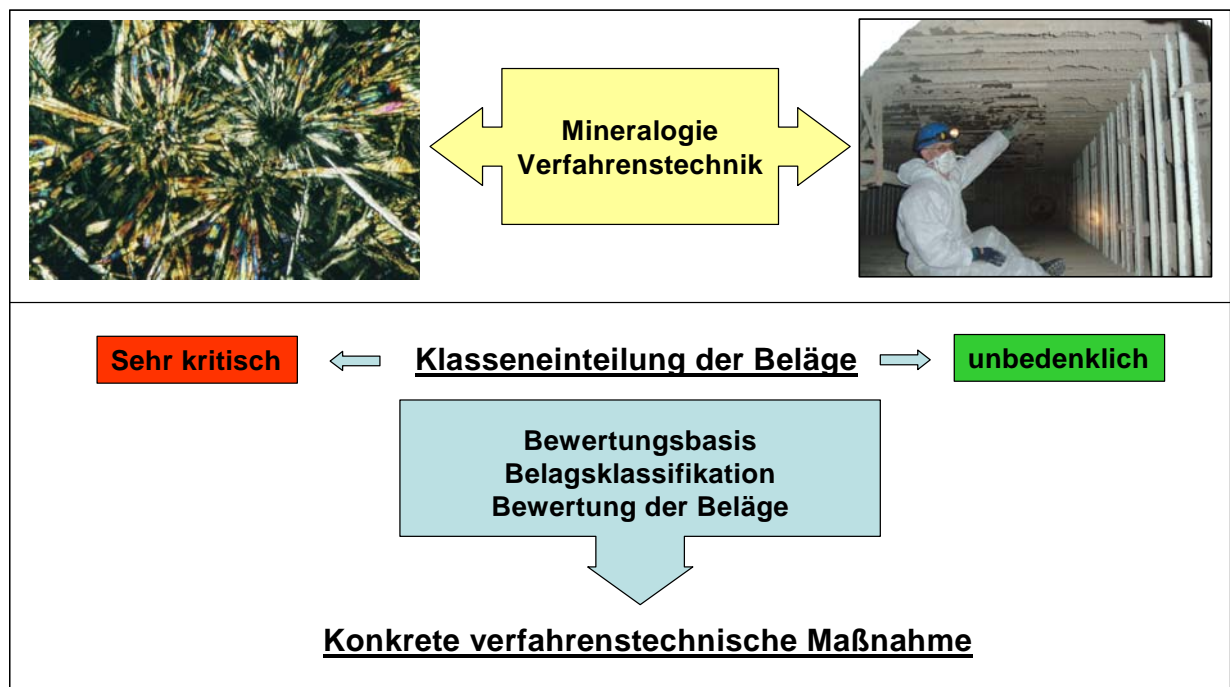 Mineralogie
Verfahrenstechnik
Sehr kritisch
Klasseneinteilung der Beläge
unbedenklich
Bewertungsbasis
Belagsklassifikation
Bewertung der Beläge
Konkrete verfahrenstechnische Maßnahme